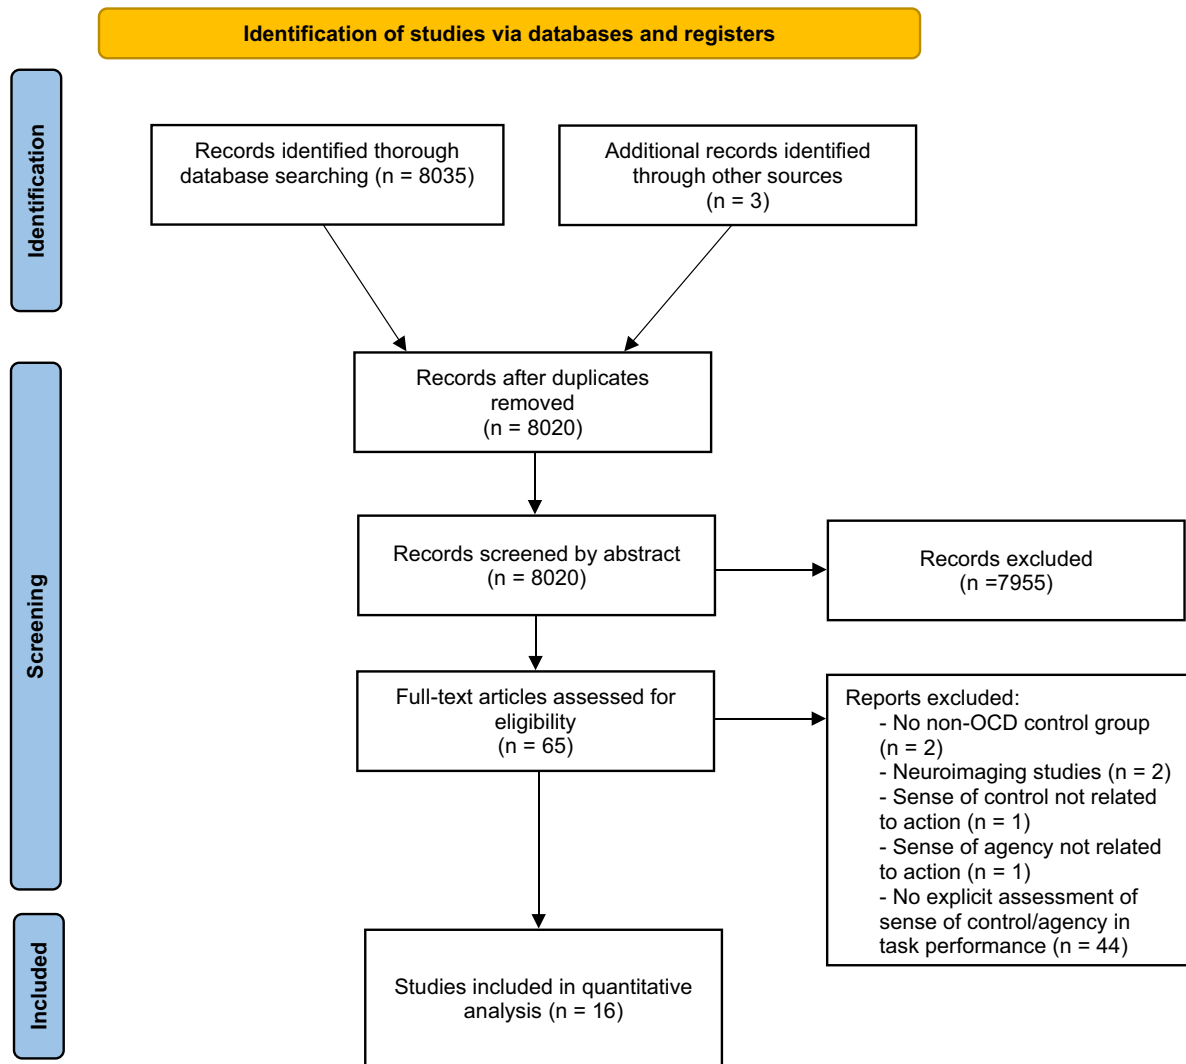 Identification of studies via databases and registers
Identification
Records identified thorough
database searching (n = 8035)
Additional records identified
through other sources
(n = 3)
Screening
Records after duplicates
removed
(n = 8020)
Records screened by abstract
(n = 8020)
Records excluded
(n =7955)
Full-text articles assessed for
eligibility
(n = 65)
Reports excluded:
- No non-OCD control group
(n = 2)
- Neuroimaging studies (n = 2)
- Sense of control not related
to action (n = 1)
- Sense of agency not related
to action (n = 1)
- No explicit assessment of
sense of control/agency in
task performance (n = 44)
Included
Studies included in quantitative
analysis (n = 16)